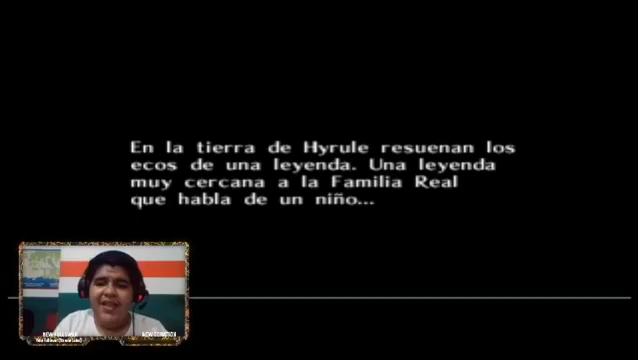 En la tierra de Hyrule resuenan los
ecos de una leyenda. Una leyenda
muy cercana a la Familia Real
que habla de un niño...